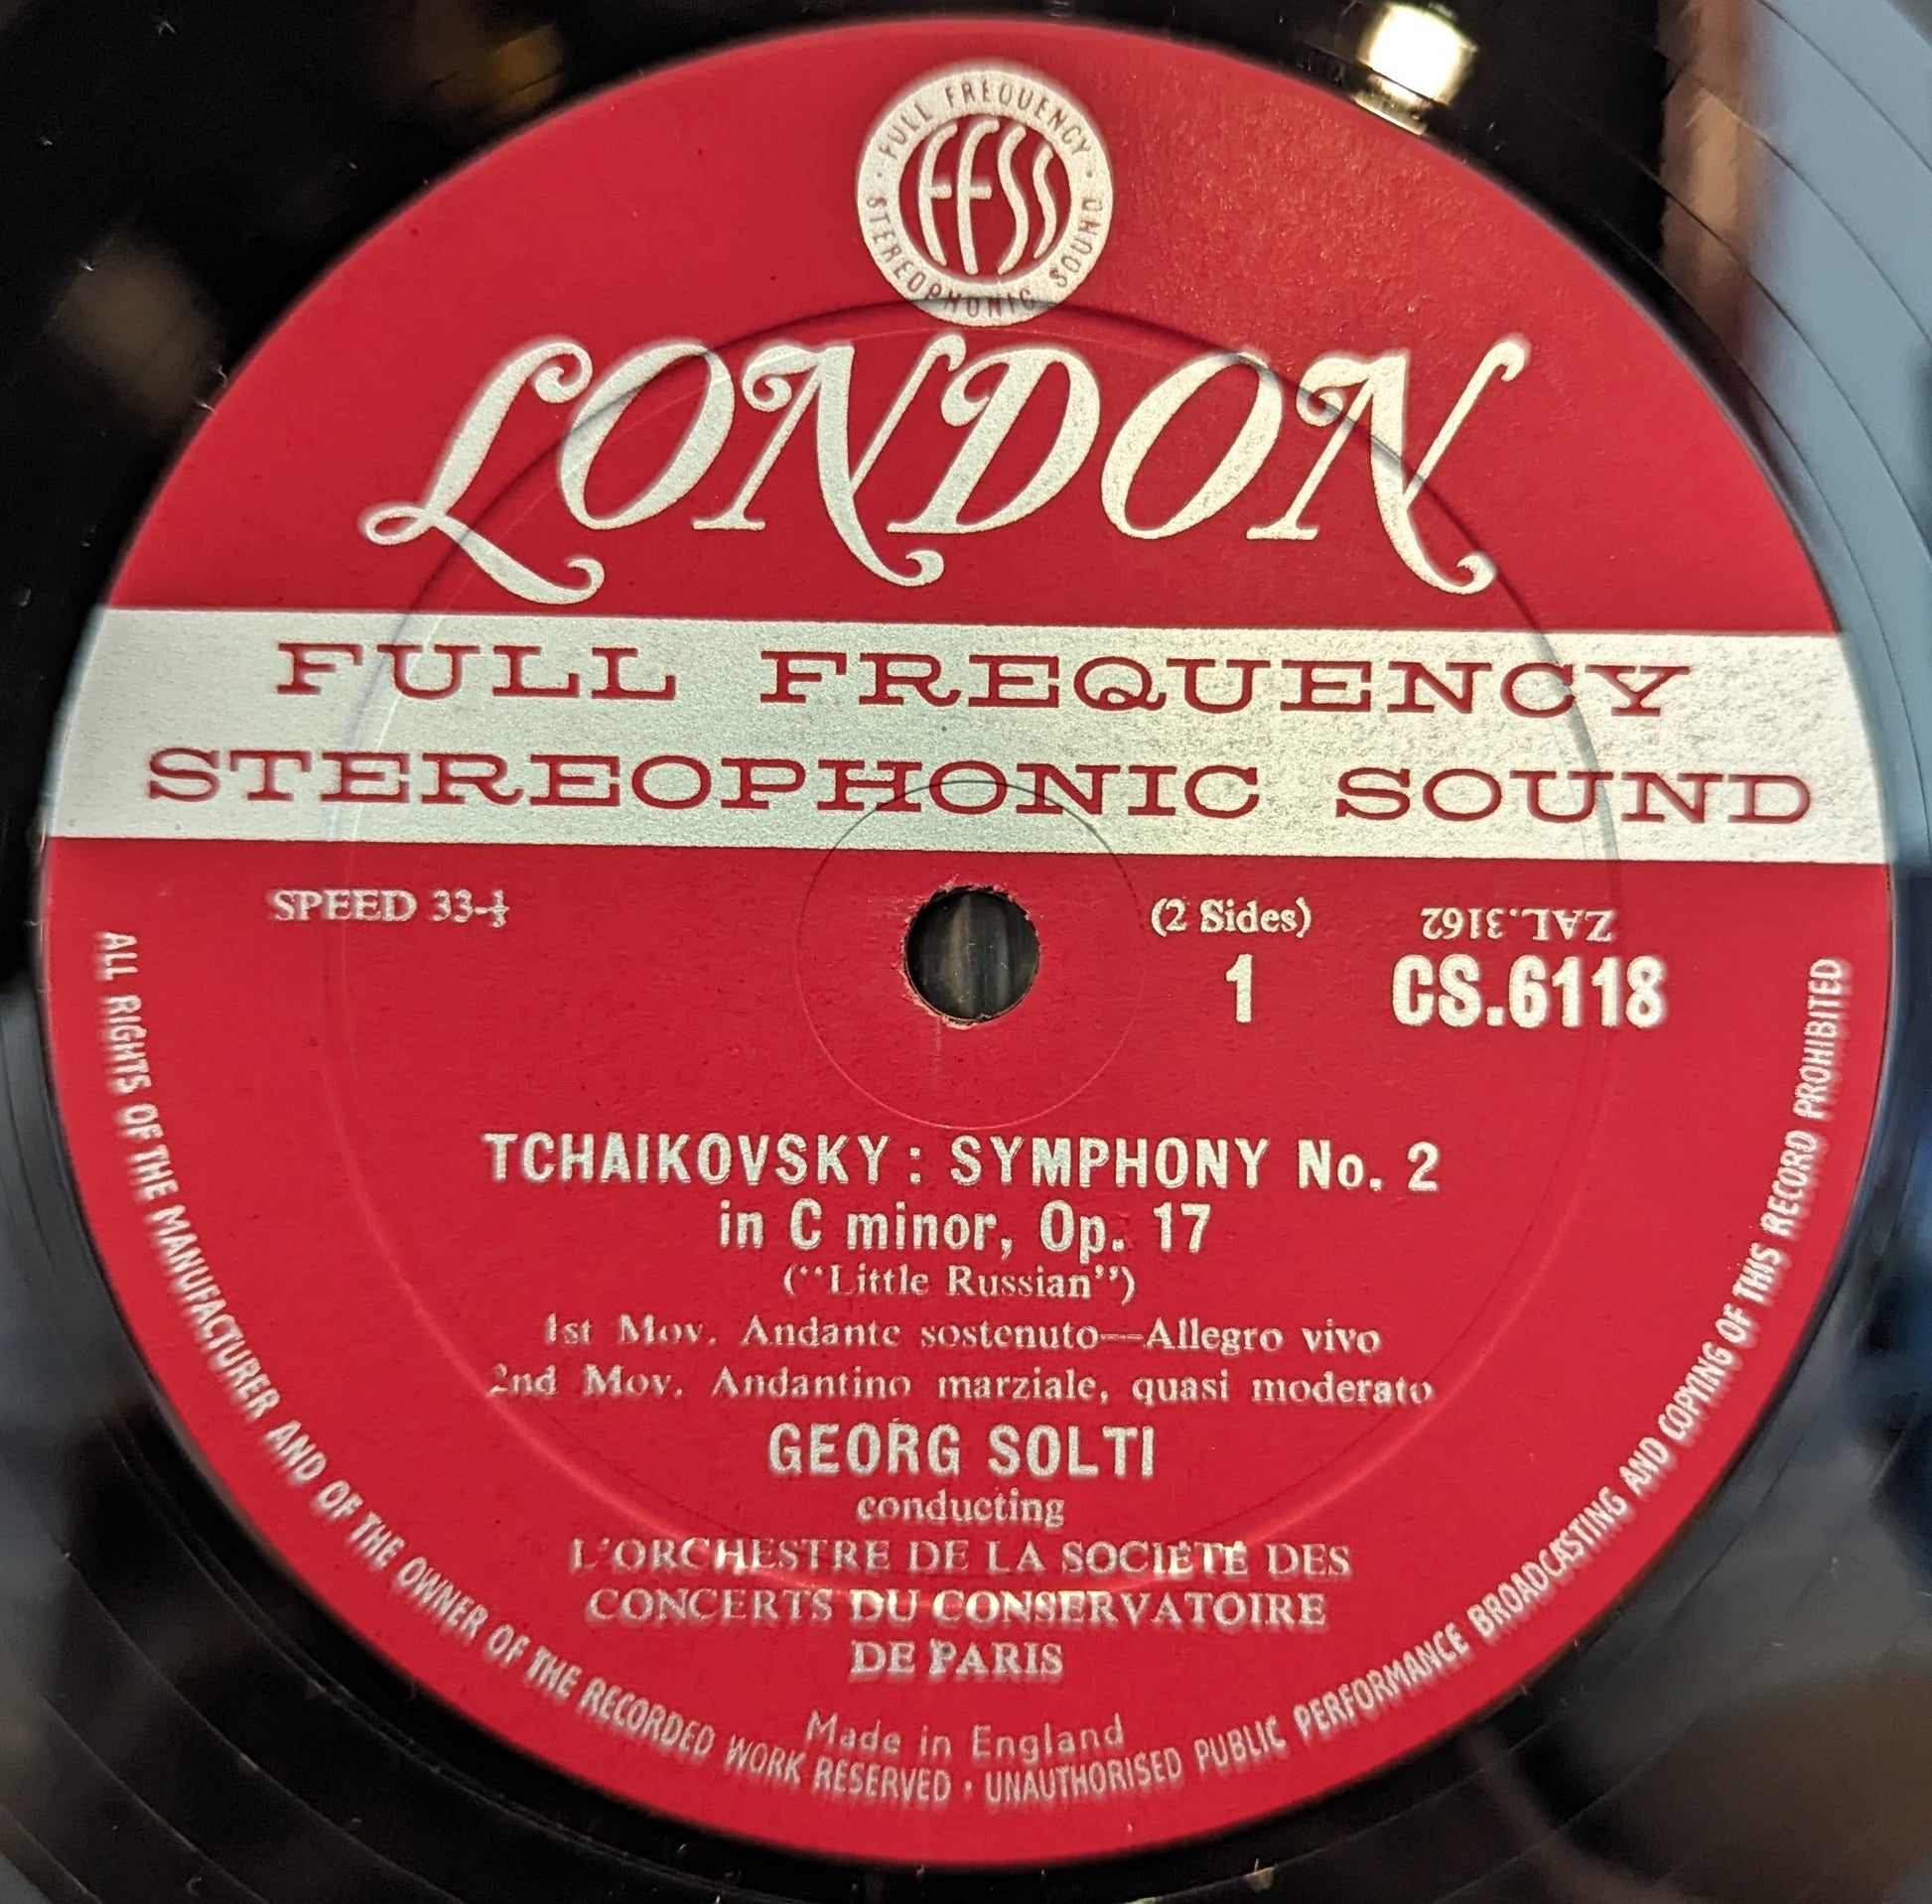 FULL FREQUENCY
FFSS
STEREOPHONIC SOUND
LONDON
FULL FREQUENCY
STEREOPHONIC SOUND
SPEED 33-⅓
(2 Sides)
ZAL.3162
1
CS.6118
TCHAIKOVSKY: SYMPHONY No. 2
in C minor, Op. 17
("Little Russian")
1st Mov. Andante sostenuto—Allegro vivo
2nd Mov. Andantino marziale, quasi moderato
GEORG SOLTI
conducting
L'ORCHESTRE DE LA SOCIÉTÉ DES
CONCERTS DU CONSERVATOIRE
DE PARIS
Made in England
ALL RIGHTS OF THE MANUFACTURER AND OF THE OWNER OF THE RECORDED WORK RESERVED · UNAUTHORISED PUBLIC PERFORMANCE BROADCASTING AND COPYING OF THIS RECORD PROHIBITED